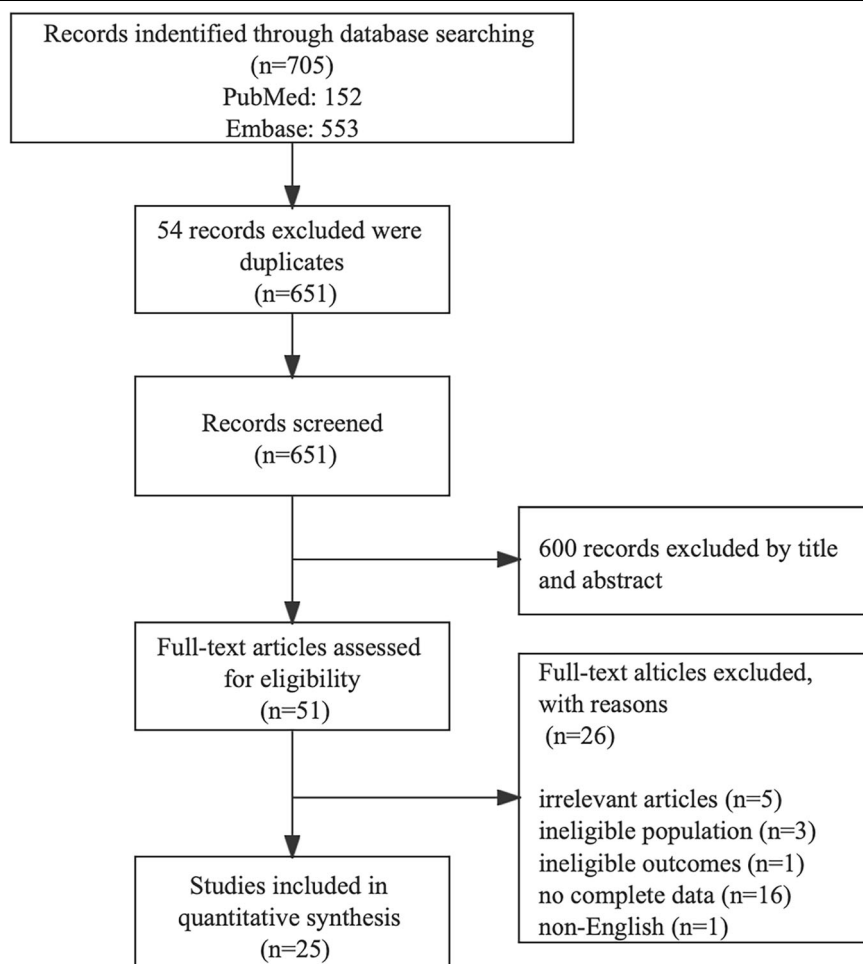 Records indentified through database searching
(n=705)
PubMed: 152
Embase: 553
54 records excluded were
duplicates
(n=651)
Records screened
(n=651)
600 records excluded by title
and abstract
Full-text articles assessed
for eligibility
(n=51)
Full-text alticles excluded,
with reasons
(n=26)
irrelevant articles (n=5)
ineligible population (n=3)
ineligible outcomes (n=1)
no complete data (n=16)
non-English (n=1)
Studies included in
quantitative synthesis
(n=25)